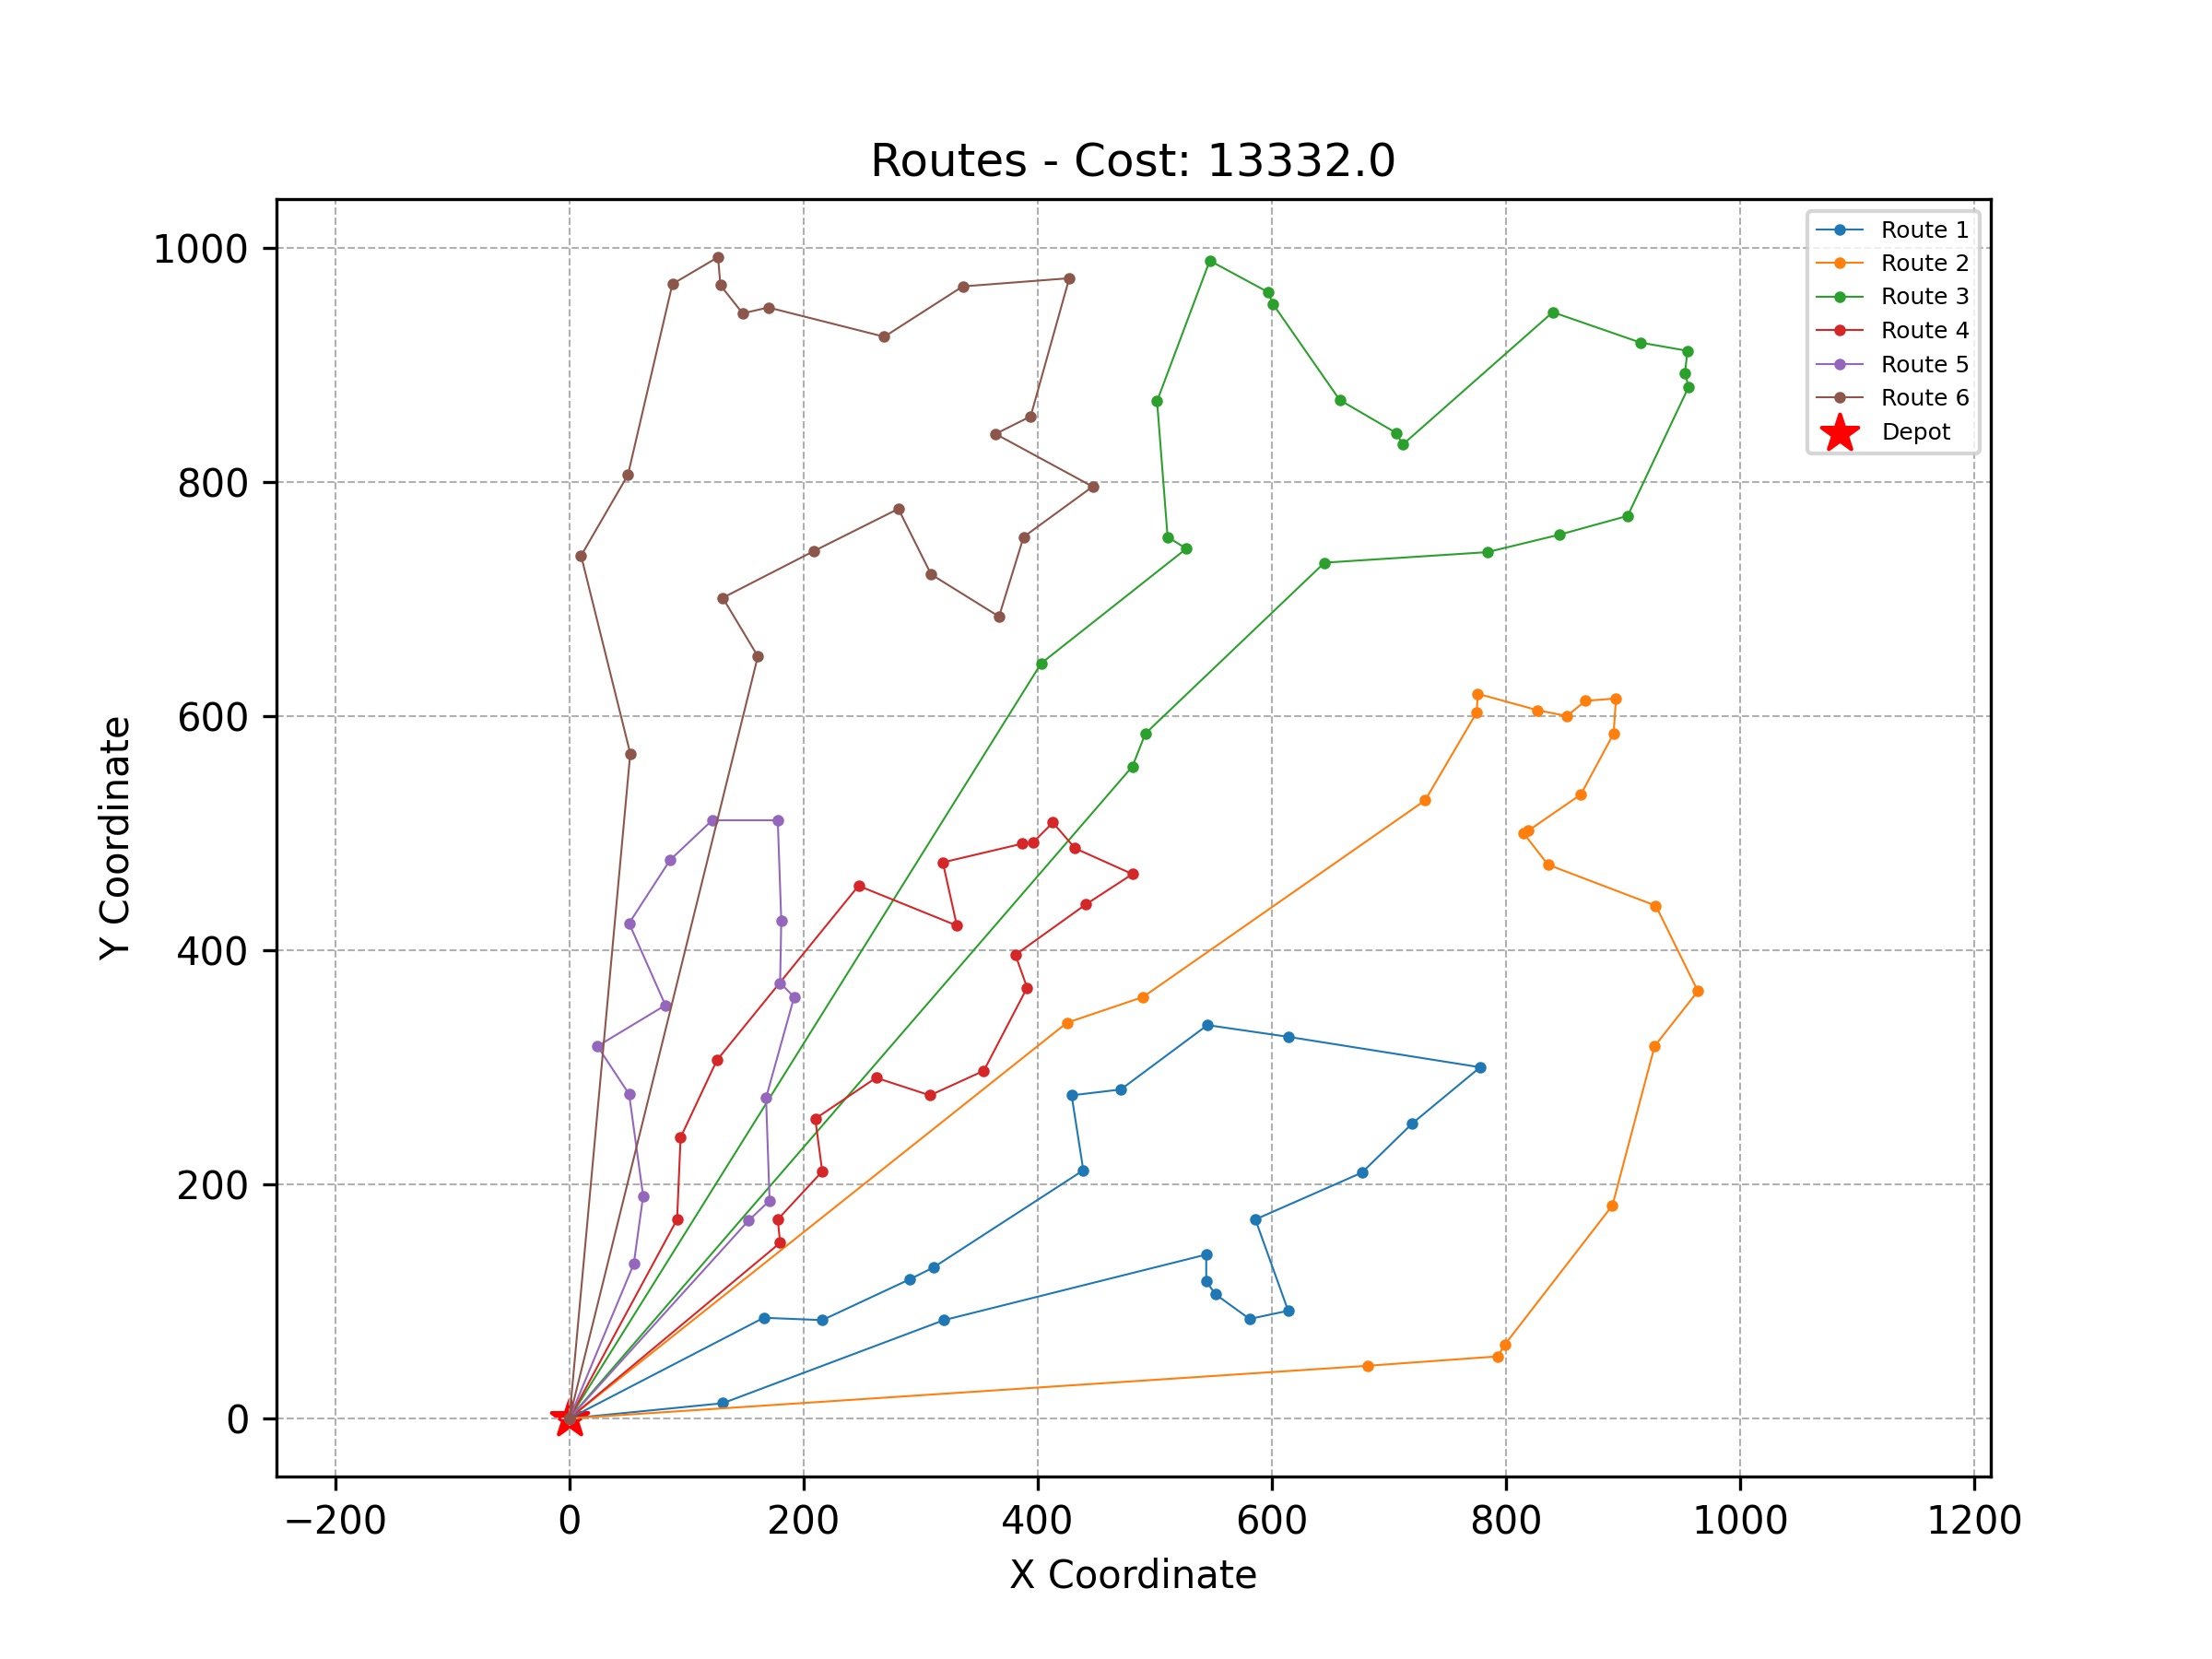 Routes - Cost: 13332.0
Y Coordinate
1000
800
600
400
200
0
Route 1
Route 2
Route 3
Route 4
Route 5
Route 6
Depot
−200 0 200 400 600 800 1000 1200
X Coordinate